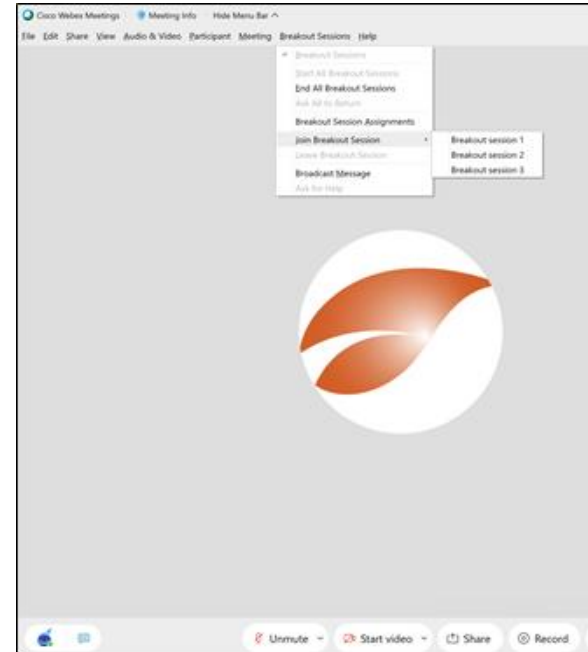 Cisco Webex Meetings Meeting Info Hide Menu Bar
File Edit Share View Audio & Video Participant Meeting Breakout Sessions Help
Breakout Sessions
Start All Breakout Sessions
End All Breakout Sessions
Ask All to Return
Breakout Session Assignments
Join Breakout Session
Breakout session 1
Breakout session 2
Breakout session 3
Leave Breakout Session
Broadcast Message
Ask for Help
Unmute Start video Share Record